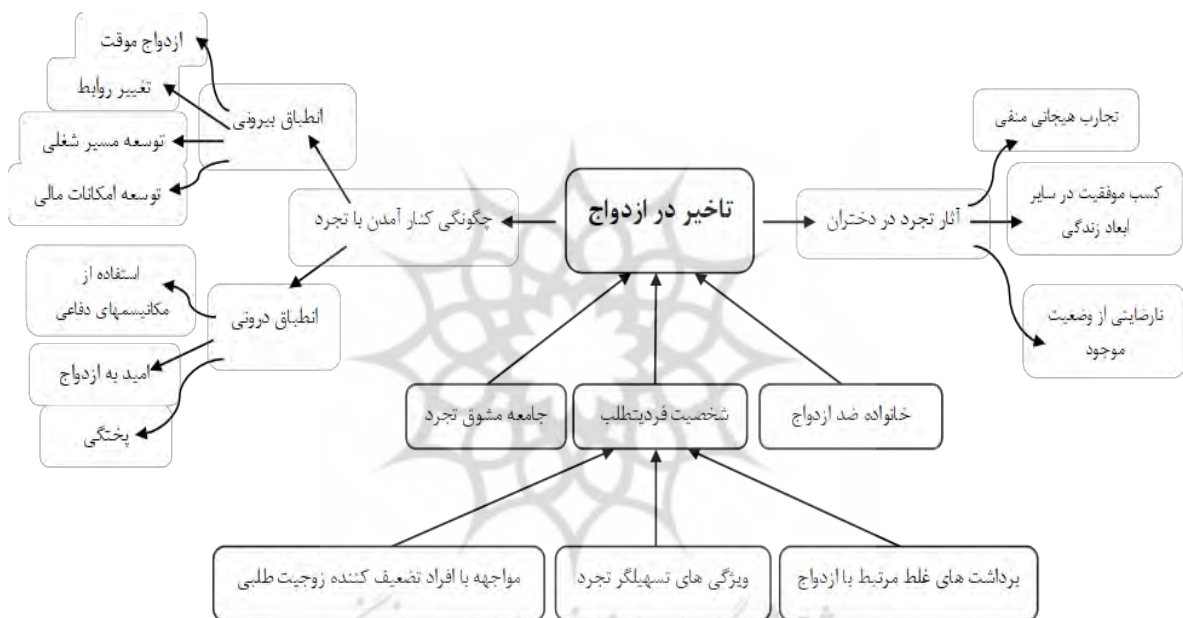 تاخیر در ازدواج
آثار تجرد در دختران
تجارب هیجانی منفی
کسب موفقیت در سایر
ابعاد زندگی
نارضایتی از وضعیت
موجود
چگونگی کنار آمدن با تجرد
انطباق بیرونی
ازدواج موقت
تغییر روابط
توسعه مسیر شغلی
توسعه امکانات مالی
انطباق درونی
استفاده از
مکانیسمهای دفاعی
امید به ازدواج
پختگی
خانواده ضد ازدواج
شخصیت فردیتطلب
جامعه مشوق تجرد
برداشت های غلط مرتبط با ازدواج
ویژگی های تسهیلگر تجرد
مواجهه با افراد تضعیف کننده زوجیت طلبی